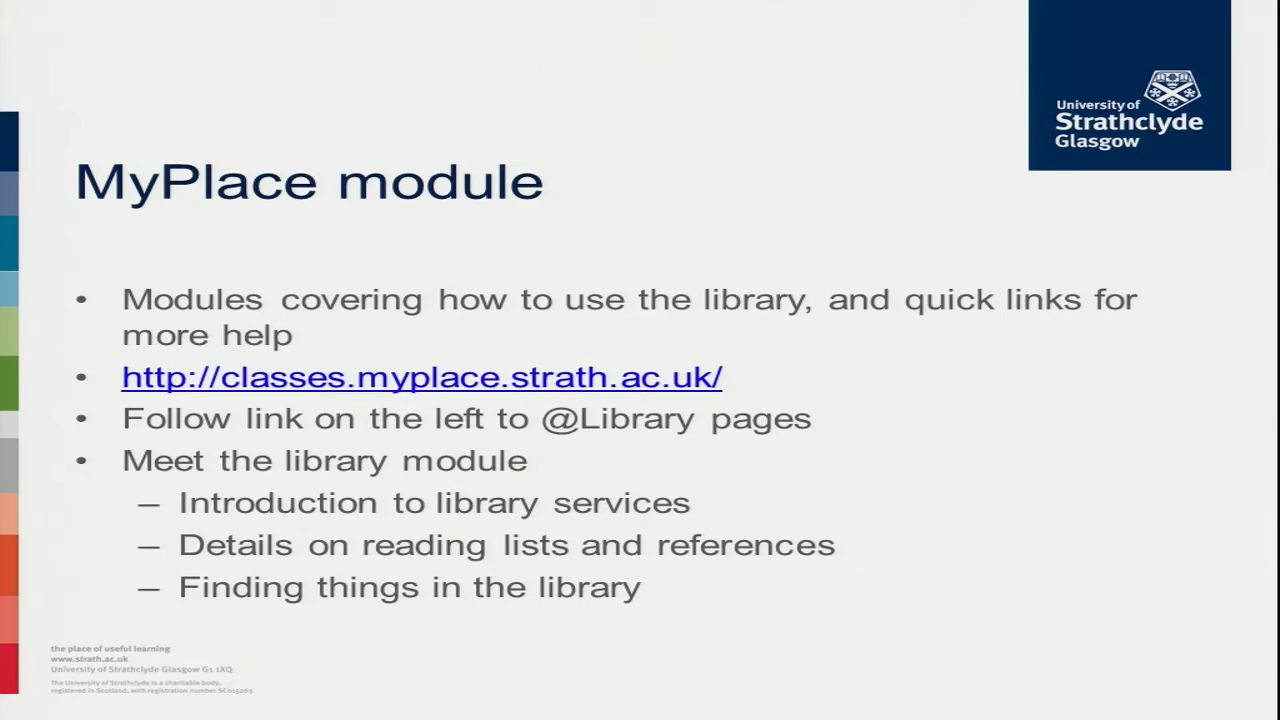 University of
Strathclyde
Glasgow
MyPlace module
• Modules covering how to use the library, and quick links for
more help
• http://classes.myplace.strath.ac.uk/
• Follow link on the left to @Library pages
• Meet the library module
– Introduction to library services
– Details on reading lists and references
– Finding things in the library
the place of useful learning
www.strath.ac.uk
University of Strathclyde Glasgow G1 1XQ
The University of Strathclyde is a charitable body,
registered in Scotland, with registration number SC015263